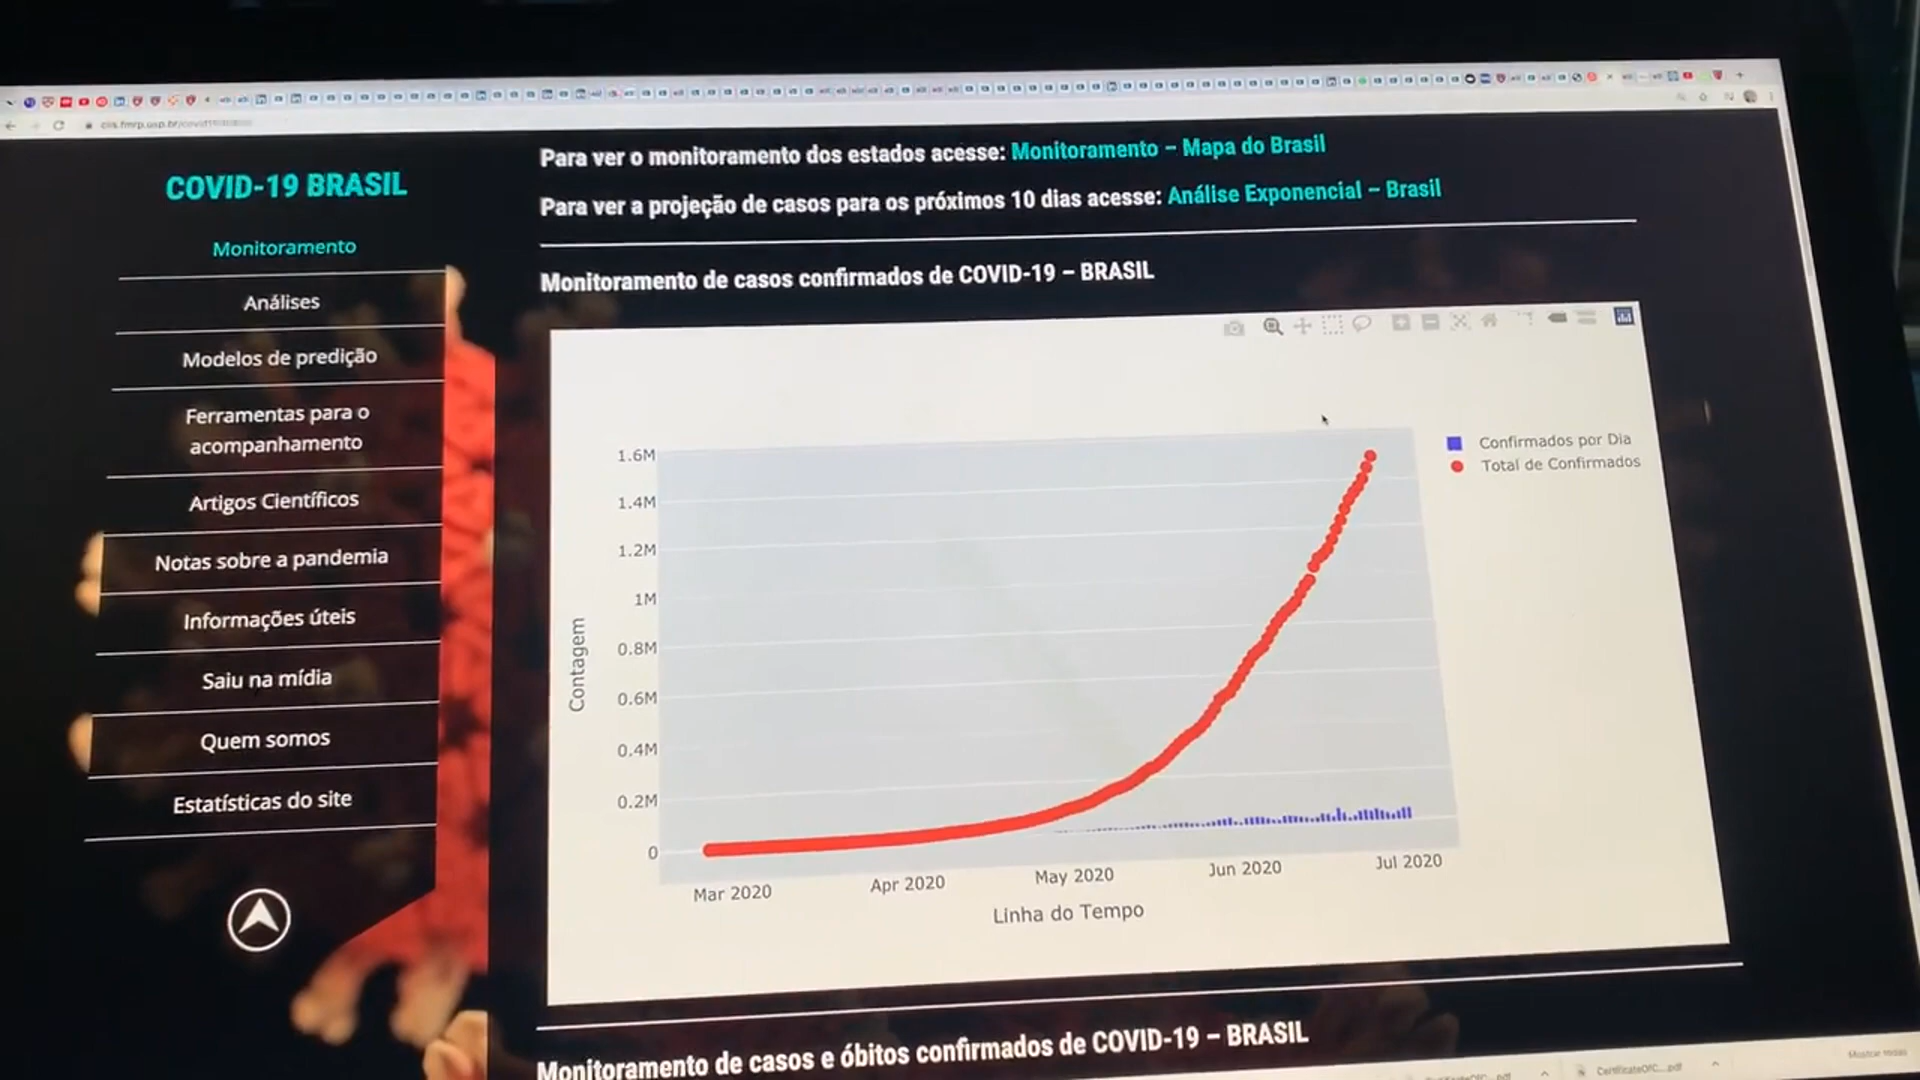 COVID-19 BRASIL
Monitoramento
Análises
Modelos de predição
Ferramentas para o
acompanhamento
Artigos Científicos
Notas sobre a pandemia
Informações úteis
Saiu na mídia
Quem somos
Estatísticas do site
Para ver o monitoramento dos estados acesse: Monitoramento – Mapa do Brasil
Para ver a projeção de casos para os próximos 10 dias acesse: Análise Exponencial – Brasil
Monitoramento de casos confirmados de COVID-19 – BRASIL
Confirmados por Dia
Total de Confirmados
1.6M
1.4M
1.2M
1M
0.8M
0.6M
0.4M
0.2M
0
Contagem
Mar 2020
Apr 2020
May 2020
Jun 2020
Jul 2020
Linha do Tempo
Monitoramento de casos e óbitos confirmados de COVID-19 – BRASIL